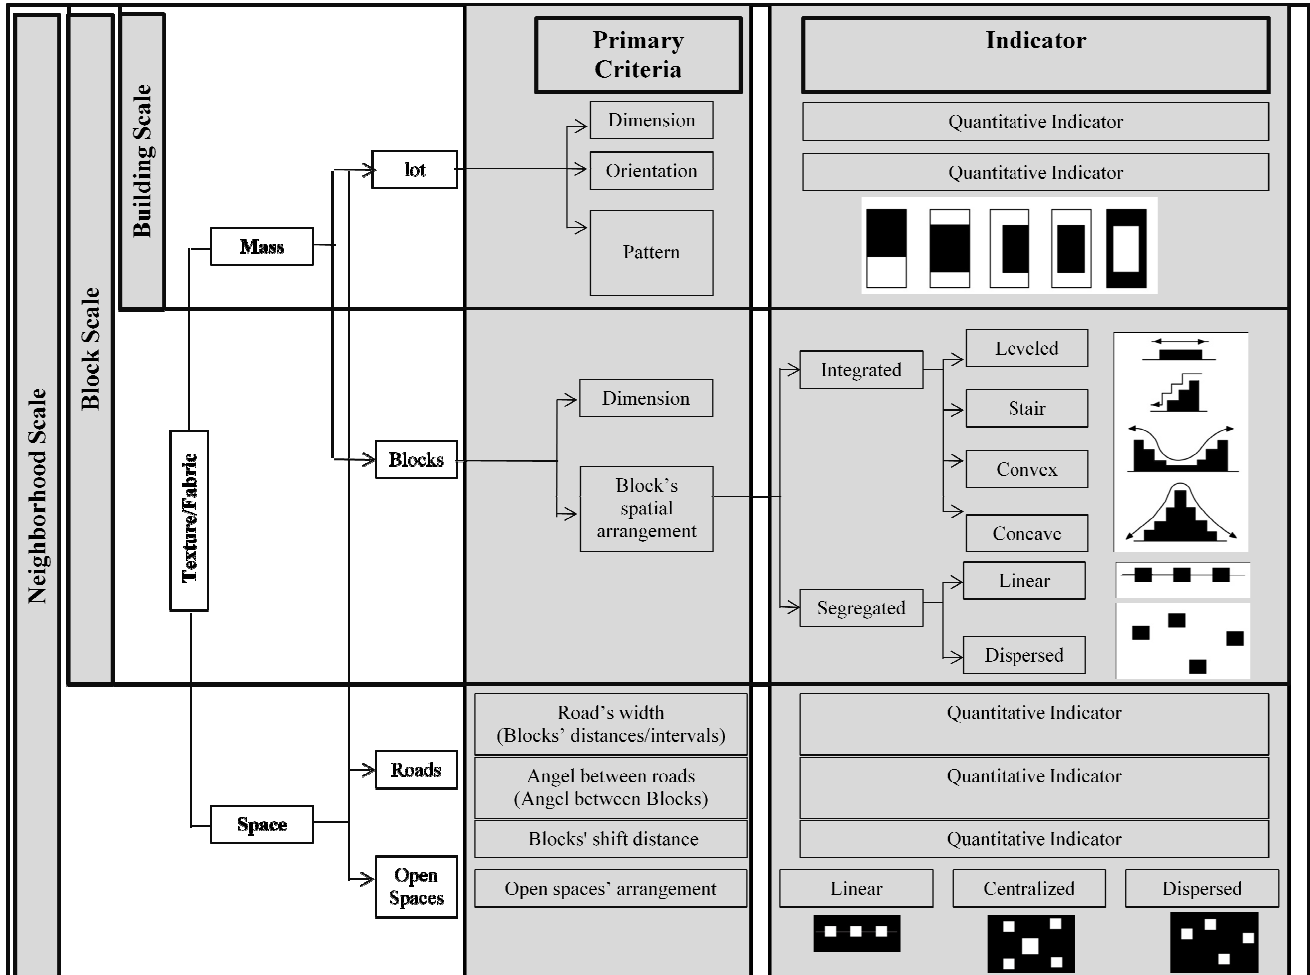 Primary
Criteria
Indicator
Neighborhood Scale
Block Scale
Building Scale
Texture/Fabric
Mass
lot
Dimension
Quantitative Indicator
Orientation
Quantitative Indicator
Pattern
Blocks
Dimension
Block's
spatial
arrangement
Integrated
Leveled
Stair
Convex
Concave
Segregated
Linear
Dispersed
Space
Roads
Road's width
(Blocks' distances/intervals)
Quantitative Indicator
Angel between roads
(Angel between Blocks)
Quantitative Indicator
Blocks' shift distance
Quantitative Indicator
Open
Spaces
Open spaces' arrangement
Linear
Centralized
Dispersed